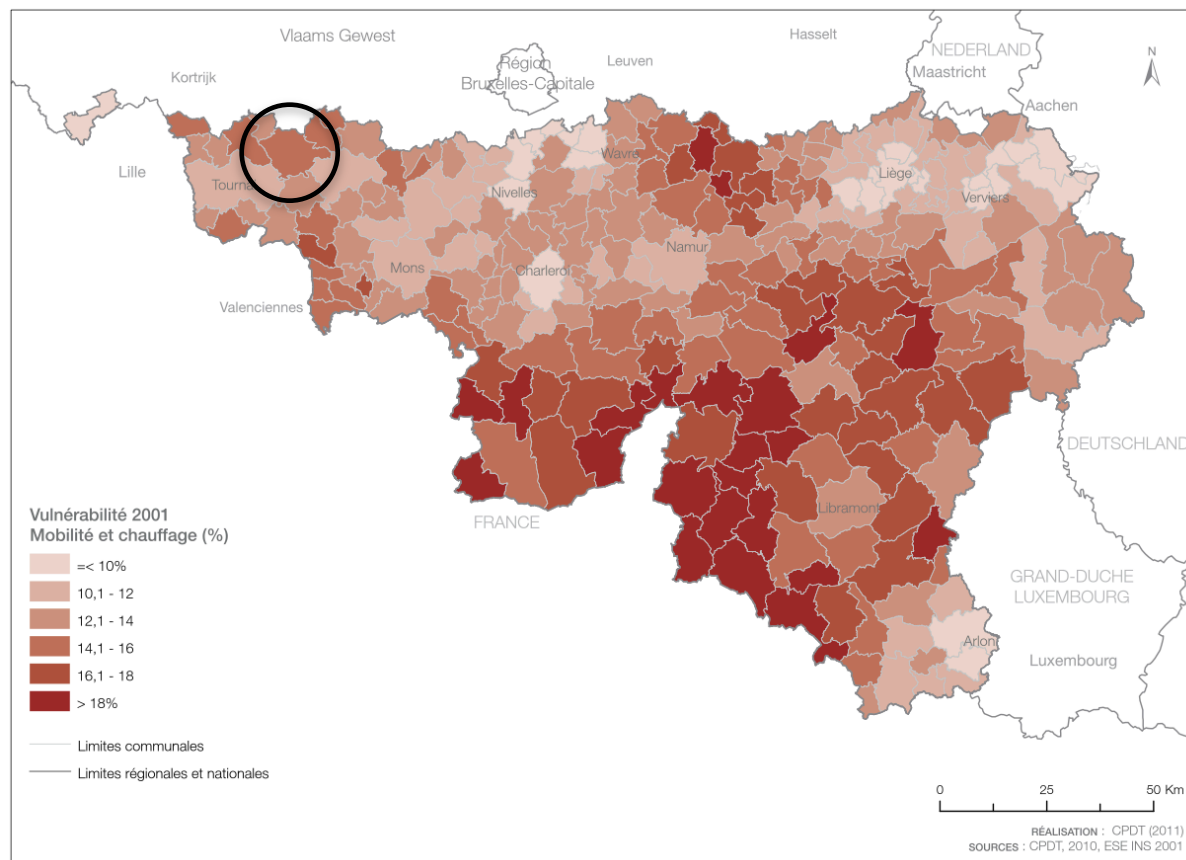 Vlaams Gewest
Hasselt
NEDERLAND
Maastricht
Région
Bruxelles-Capitale
Leuven
Kortrijk
N
Aachen
Lille
Wavre
Liège
Tourna
Nivelles
Verviers
Namur
Mons
Charleroi
Valenciennes
DEUTSCHLAND
FRANCE
Libramont
GRAND-DUCHE
LUXEMBOURG
Arlon
Luxembourg
Vulnérabilité 2001
Mobilité et chauffage (%)
=< 10%
10,1 - 12
12,1 - 14
14,1 - 16
16,1 - 18
> 18%
Limites communales
Limites régionales et nationales
0 25 50 Km
RÉALISATION : CPDT (2011)
SOURCES : CPDT, 2010, ESE INS 2001